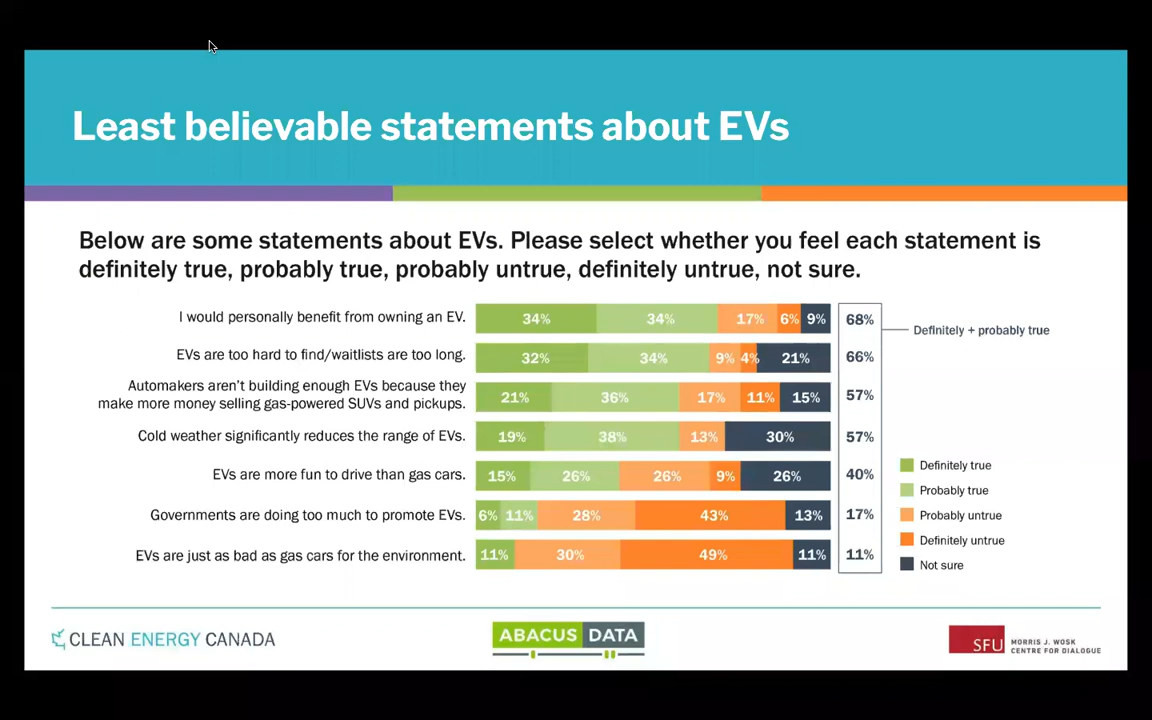 Least believable statements about EVs
Below are some statements about EVs. Please select whether you feel each statement is
definitely true, probably true, probably untrue, definitely untrue, not sure.
I would personally benefit from owning an EV. 34% 34% 17% 6% 9% 68%
Definitely + probably true
EVs are too hard to find/waitlists are too long. 32% 34% 9% 4% 21% 66%
Automakers aren't building enough EVs because they
make more money selling gas-powered SUVs and pickups. 21% 36% 17% 11% 15% 57%
Cold weather significantly reduces the range of EVs. 19% 38% 13% 30% 57%
EVs are more fun to drive than gas cars. 15% 26% 26% 9% 26% 40%
Governments are doing too much to promote EVs. 6% 11% 28% 43% 13% 17%
EVs are just as bad as gas cars for the environment. 11% 30% 49% 11% 11%
Definitely true
Probably true
Probably untrue
Definitely untrue
Not sure
CLEAN ENERGY CANADA
ABACUS DATA
SFU
MORRIS J. WOSK
CENTRE FOR DIALOGUE